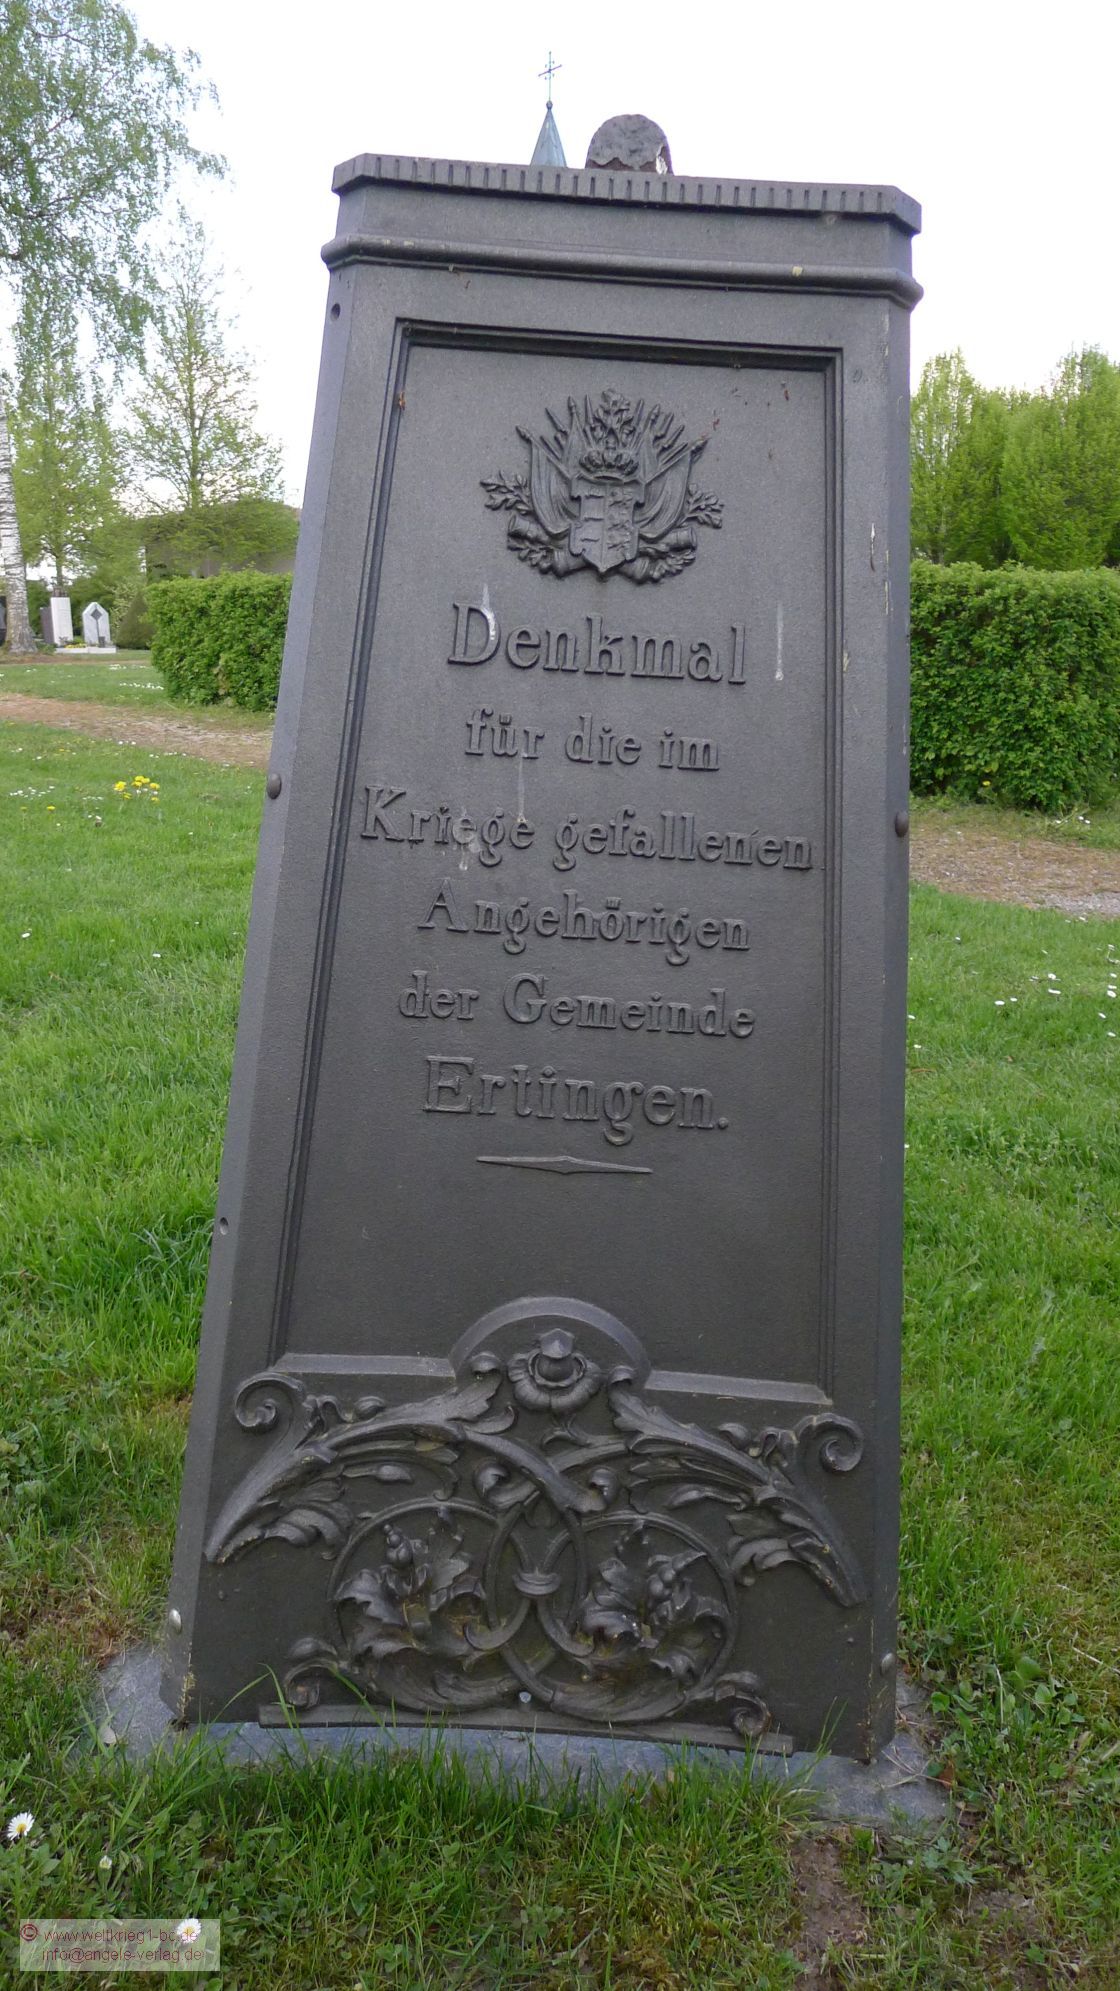 Denkmal
für die im
Kriege gefallenen
Angehörigen
der Gemeinde
Ertingen.
© www.weltkrieg1-bc.de
info@angele-verlag.de